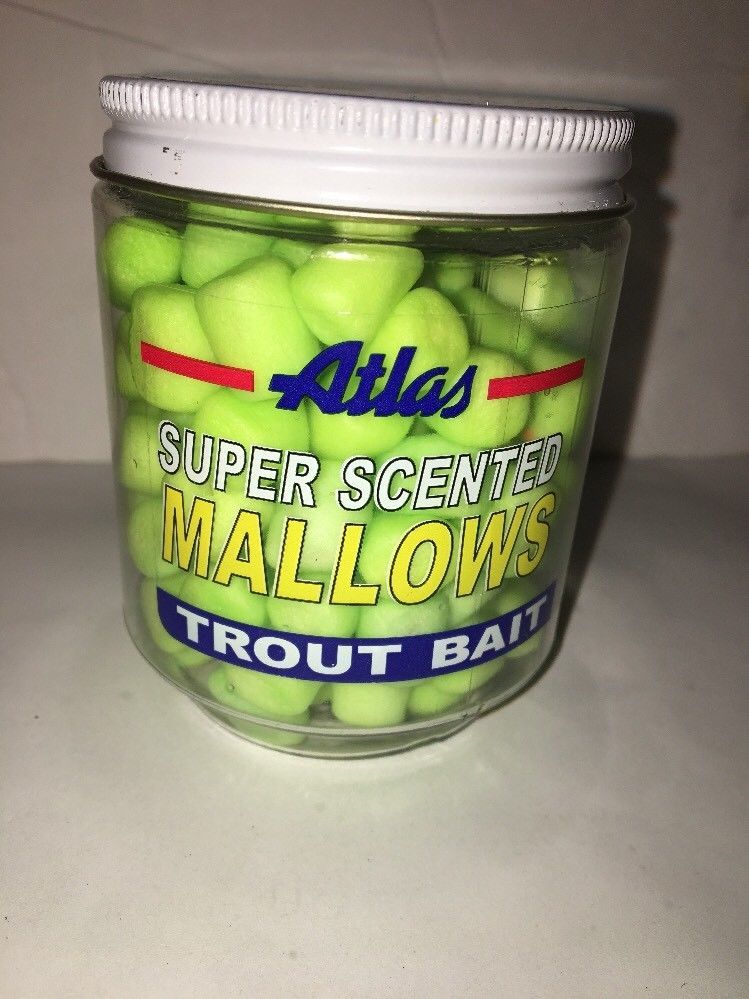 Atlas
SUPER SCENTED
MALLOWS
TROUT BAIT